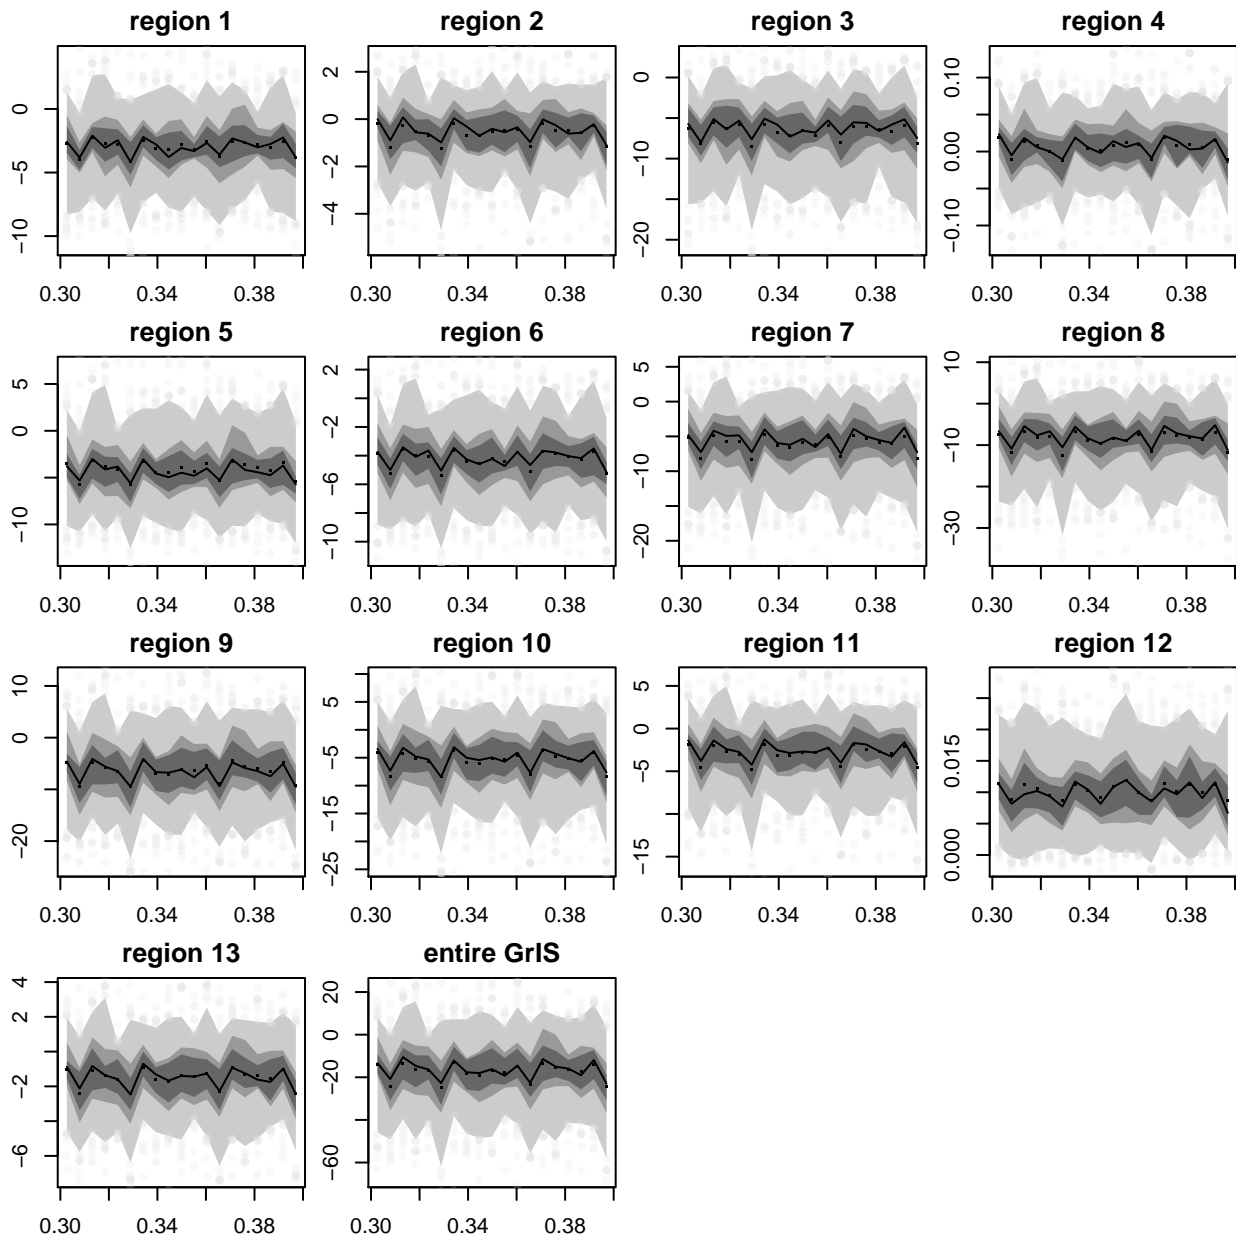 region 1 region 2 region 3 region 4
0 −5 −10
2 0 −2 −4
0 −10 −20
0.10 0.00 −0.10
0.30 0.34 0.38 0.30 0.34 0.38 0.30 0.34 0.38 0.30 0.34 0.38
region 5 region 6 region 7 region 8
5 0 −10
2 −2 −6 −10
5 0 −10 −20
10 −10 −30
0.30 0.34 0.38 0.30 0.34 0.38 0.30 0.34 0.38 0.30 0.34 0.38
region 9 region 10 region 11 region 12
10 0 −20
5 −5 −15 −25
5 0 −5 −15
0.015 0.000
0.30 0.34 0.38 0.30 0.34 0.38 0.30 0.34 0.38 0.30 0.34 0.38
region 13 entire GrIS
4 2 −2 −6
20 0 −20 −60
0.30 0.34 0.38 0.30 0.34 0.38